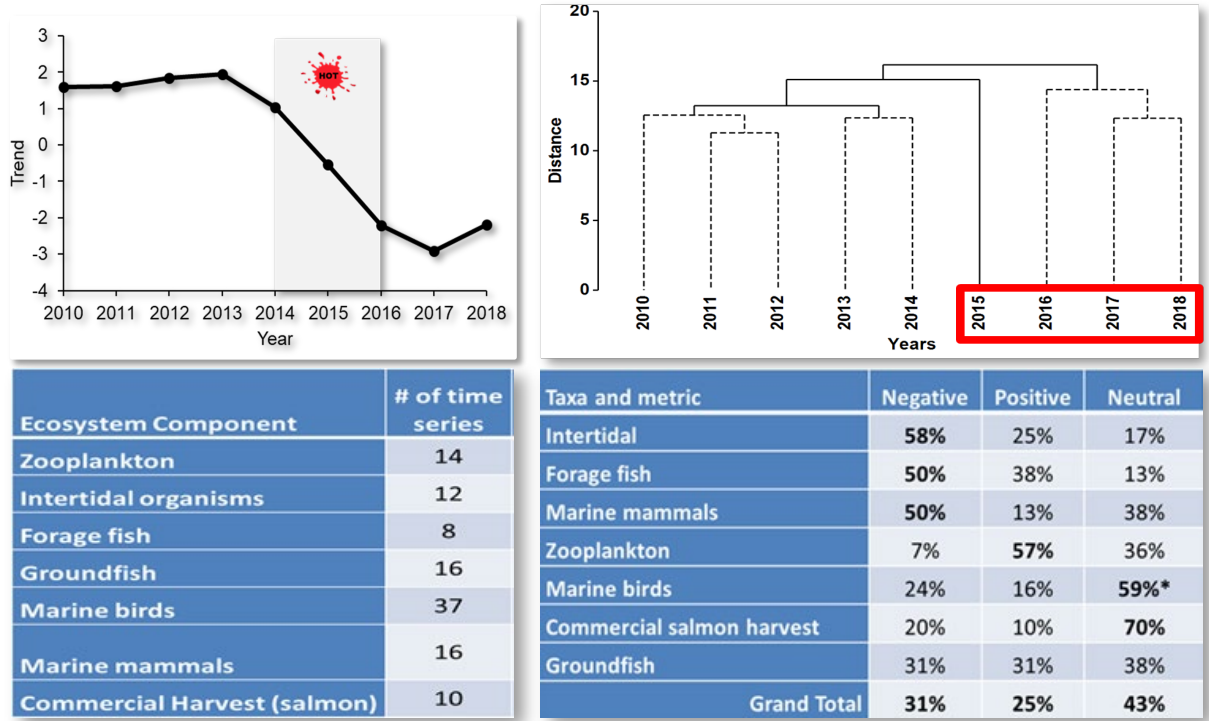 3
2
1
0
-1
-2
-3
-4
Trend
HOT
2010 2011 2012 2013 2014 2015 2016 2017 2018
Year
20
15
10
5
0
Distance
2010 2011 2012 2013 2014 2015 2016 2017 2018
Years
Ecosystem Component # of time series
Zooplankton 14
Intertidal organisms 12
Forage fish 8
Groundfish 16
Marine birds 37
Marine mammals 16
Commercial Harvest (salmon) 10
Taxa and metric Negative Positive Neutral
Intertidal 58% 25% 17%
Forage fish 50% 38% 13%
Marine mammals 50% 13% 38%
Zooplankton 7% 57% 36%
Marine birds 24% 16% 59%*
Commercial salmon harvest 20% 10% 70%
Groundfish 31% 31% 38%
Grand Total 31% 25% 43%